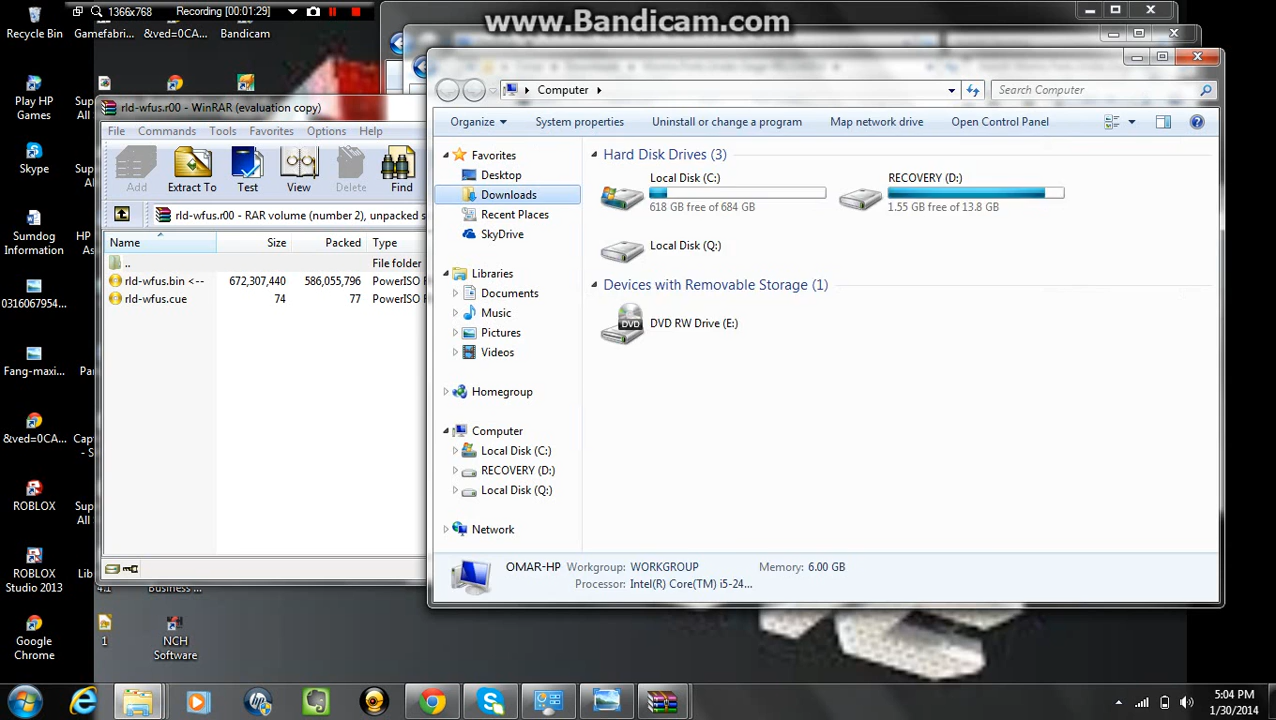 1366x768 Recording [00:01:29]
www.Bandicam.com
Recycle Bin
Gamefabri...
&ved=0CA...
Bandicam
Play HP
Games
Skype
Sumdog
Information
0316067954...
Fang-maxi...
&ved=0CA...
ROBLOX
ROBLOX
Studio 2013
Google
Chrome
1
NCH
Software
rld-wfus.r00 - WinRAR (evaluation copy)
File Commands Tools Favorites Options Help
Add Extract To Test View Delete Find
rld-wfus.r00 - RAR volume (number 2), unpacked s
Name Size Packed Type
.. File folder
rld-wfus.bin <-- 672,307,440 586,055,796 PowerISO F
rld-wfus.cue 74 77 PowerISO F
Computer
Search Computer
Organize System properties Uninstall or change a program Map network drive Open Control Panel
Favorites
Desktop
Downloads
Recent Places
SkyDrive
Libraries
Documents
Music
Pictures
Videos
Homegroup
Computer
Local Disk (C:)
RECOVERY (D:)
Local Disk (Q:)
Network
Hard Disk Drives (3)
Local Disk (C:)
618 GB free of 684 GB
RECOVERY (D:)
1.55 GB free of 13.8 GB
Local Disk (Q:)
Devices with Removable Storage (1)
DVD RW Drive (E:)
OMAR-HP Workgroup: WORKGROUP Memory: 6.00 GB
Processor: Intel(R) Core(TM) i5-24...
5:04 PM
1/30/2014